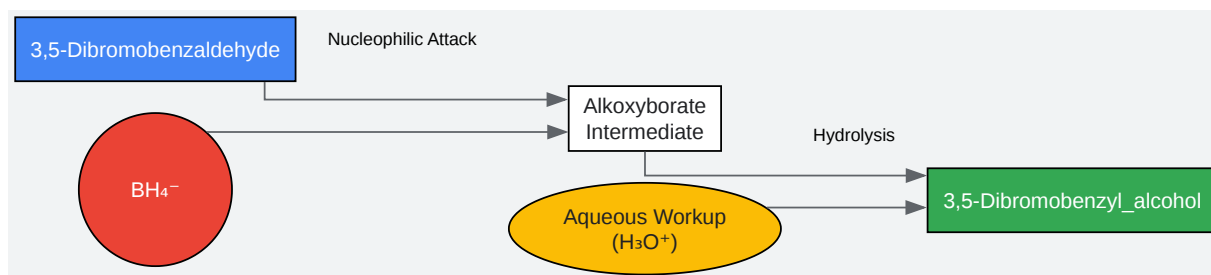 3,5-Dibromobenzaldehyde
Nucleophilic Attack
BH₄⁻
Alkoxyborate
Intermediate
Hydrolysis
Aqueous Workup
(H₃O⁺)
3,5-Dibromobenzyl_alcohol